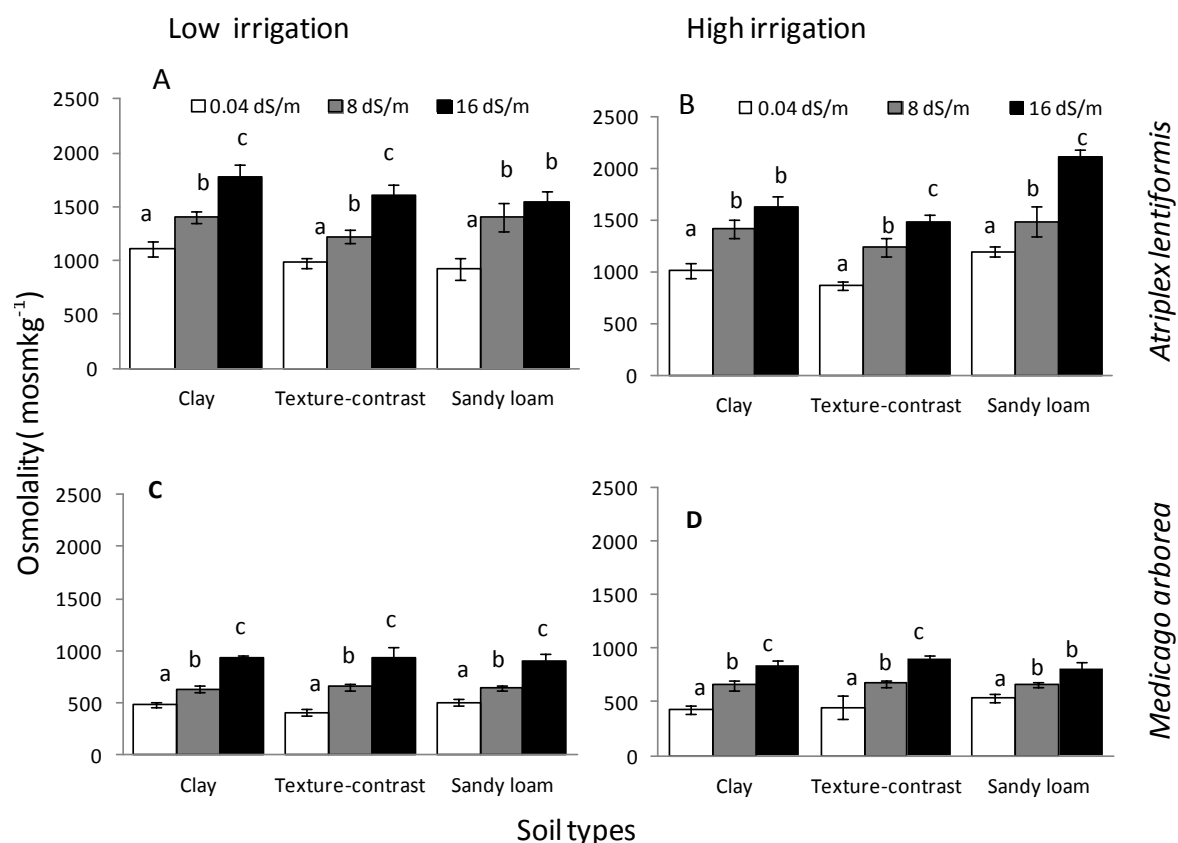 Low irrigation High irrigation
A
0.04 dS/m 8 dS/m 16 dS/m
2500
2000
1500
1000
500
0
a b c a b c a b b
Clay Texture-contrast Sandy loam
B
0.04 dS/m 8 dS/m 16 dS/m
2500
2000
1500
1000
500
0
a b b a b c a b c
Clay Texture-contrast Sandy loam
Atriplex lentiformis
Osmolality( mosmkg-1)
C
2500
2000
1500
1000
500
0
a b c a b c a b c
Clay Texture-contrast Sandy loam
D
2500
2000
1500
1000
500
0
a b c a b c a b b
Clay Texture-contrast Sandy loam
Medicago arborea
Soil types